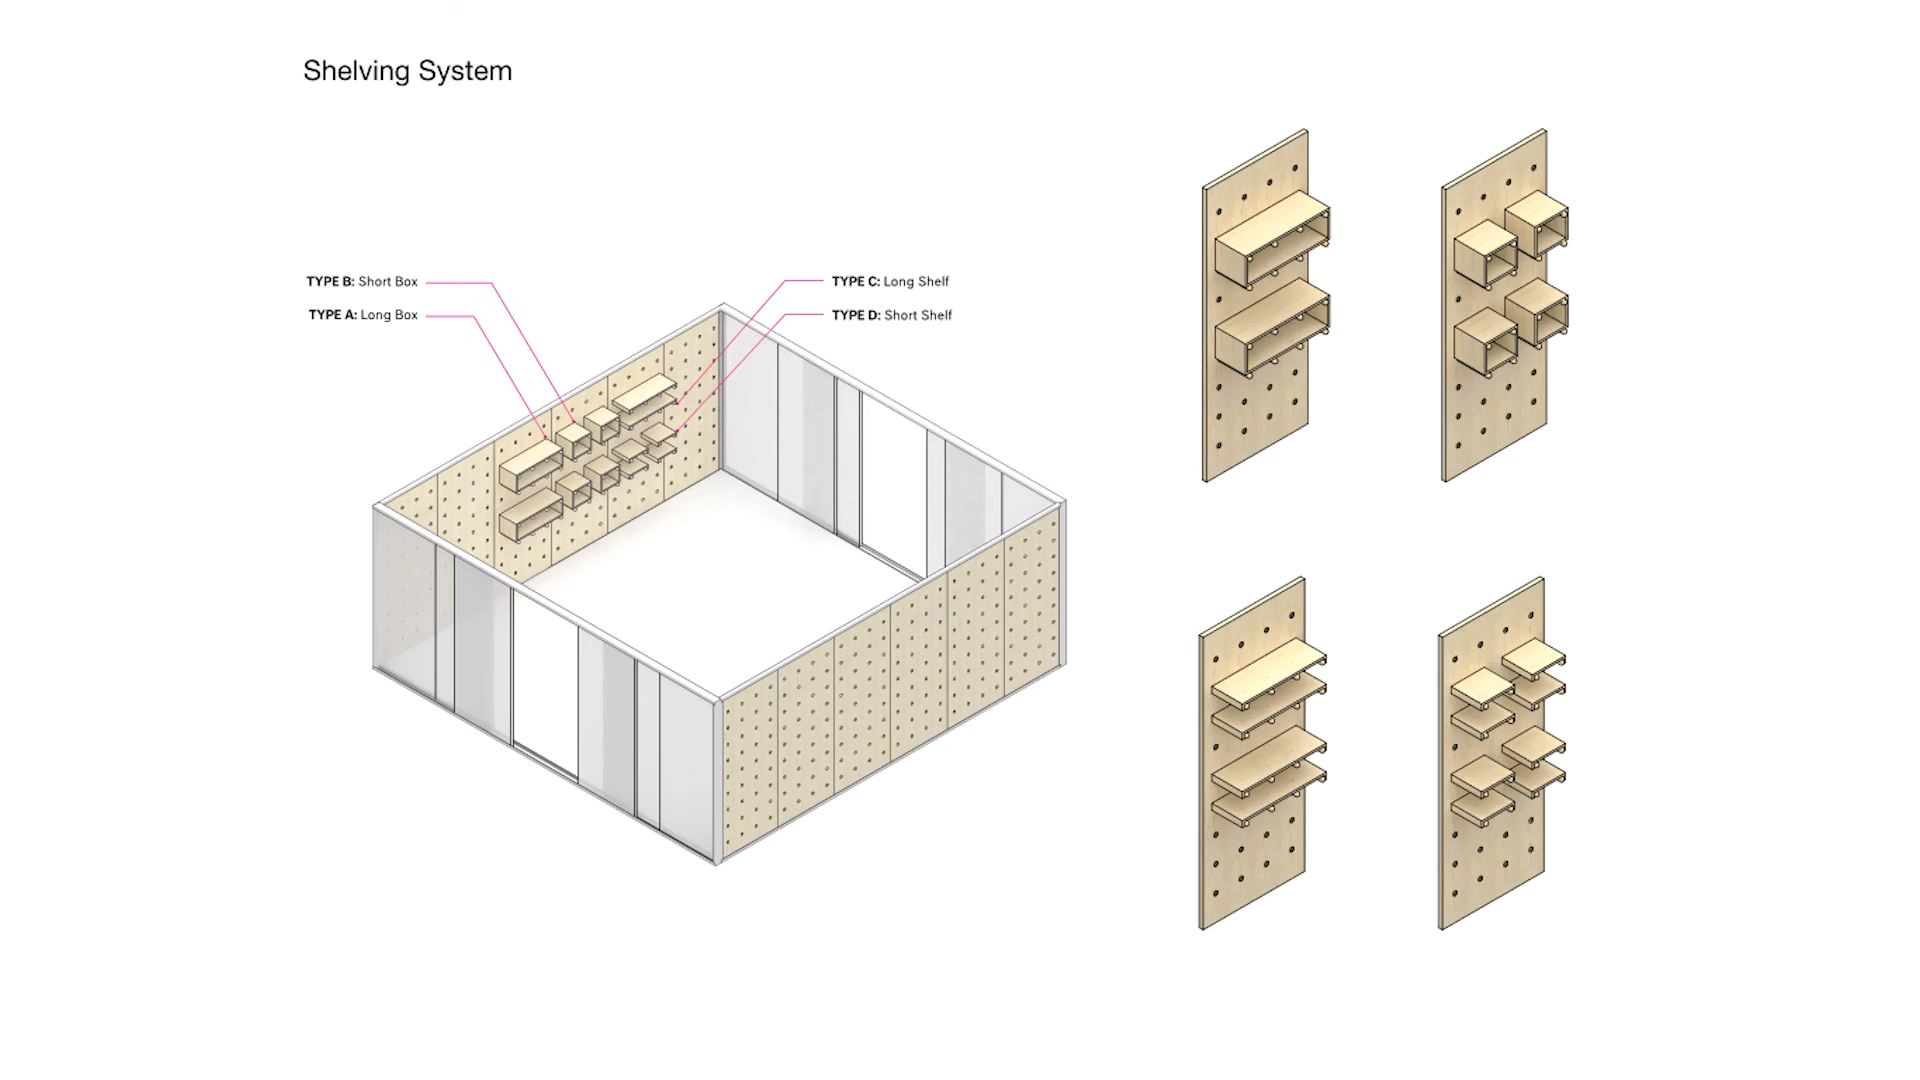 Shelving System
TYPE B: Short Box
TYPE A: Long Box
TYPE C: Long Shelf
TYPE D: Short Shelf